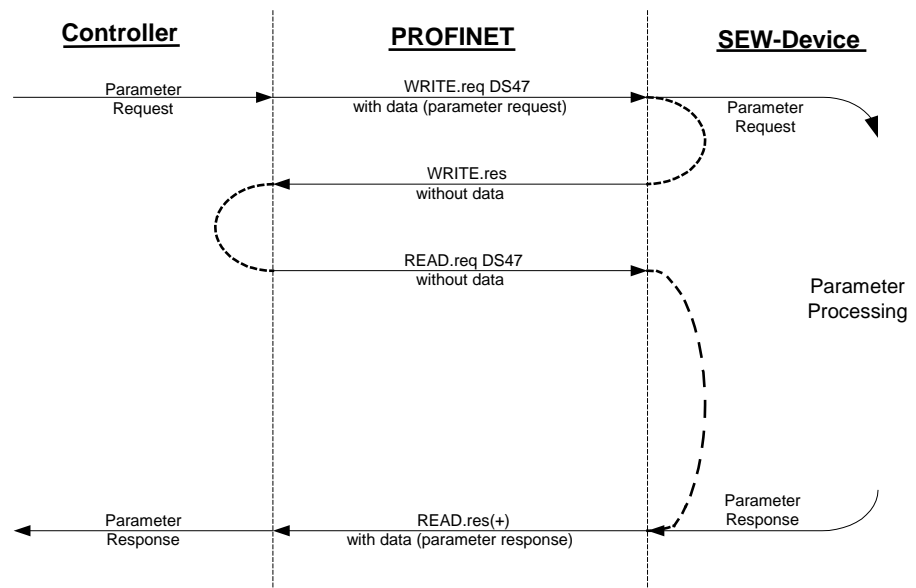 Controller
PROFINET
SEW-Device
Parameter
Request
WRITE.req DS47
with data (parameter request)
Parameter
Request
WRITE.res
without data
READ.req DS47
without data
Parameter
Processing
Parameter
Response
READ.res(+)
with data (parameter response)
Parameter
Response